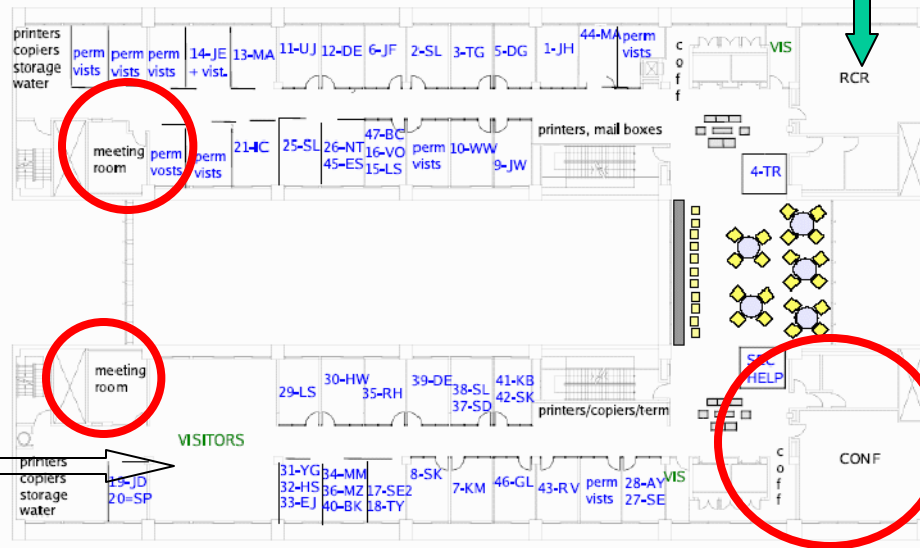 printers
copiers
storage
water
perm
vists
perm
vists
perm
vists
14-JE
+ vist.
13-MA
11-UJ
12-DE
6-JF
2-SL
3-TG
5-DG
1-JH
44-MA
perm
vists
c
o
f
f
VIS
RCR
meeting
room
perm
vosts
perm
vists
21-IC
25-SL
26-NT
45-ES
47-BC
16-VO
15-LS
perm
vists
10-WW
9-JW
printers, mail boxes
4-TR
meeting
room
VISITORS
29-LS
30-HW
35-RH
39-DE
38-SL
37-SD
41-KB
42-SK
printers/copiers/term
SEC
HELP
printers
copiers
storage
water
19-JD
20=SP
31-YG
32-HS
33-EJ
34-MM
36-MZ
40-BK
17-SE2
18-TY
8-SK
7-KM
46-GL
43-RV
perm
vists
28-AY
27-SE
VIS
c
o
f
f
CONF